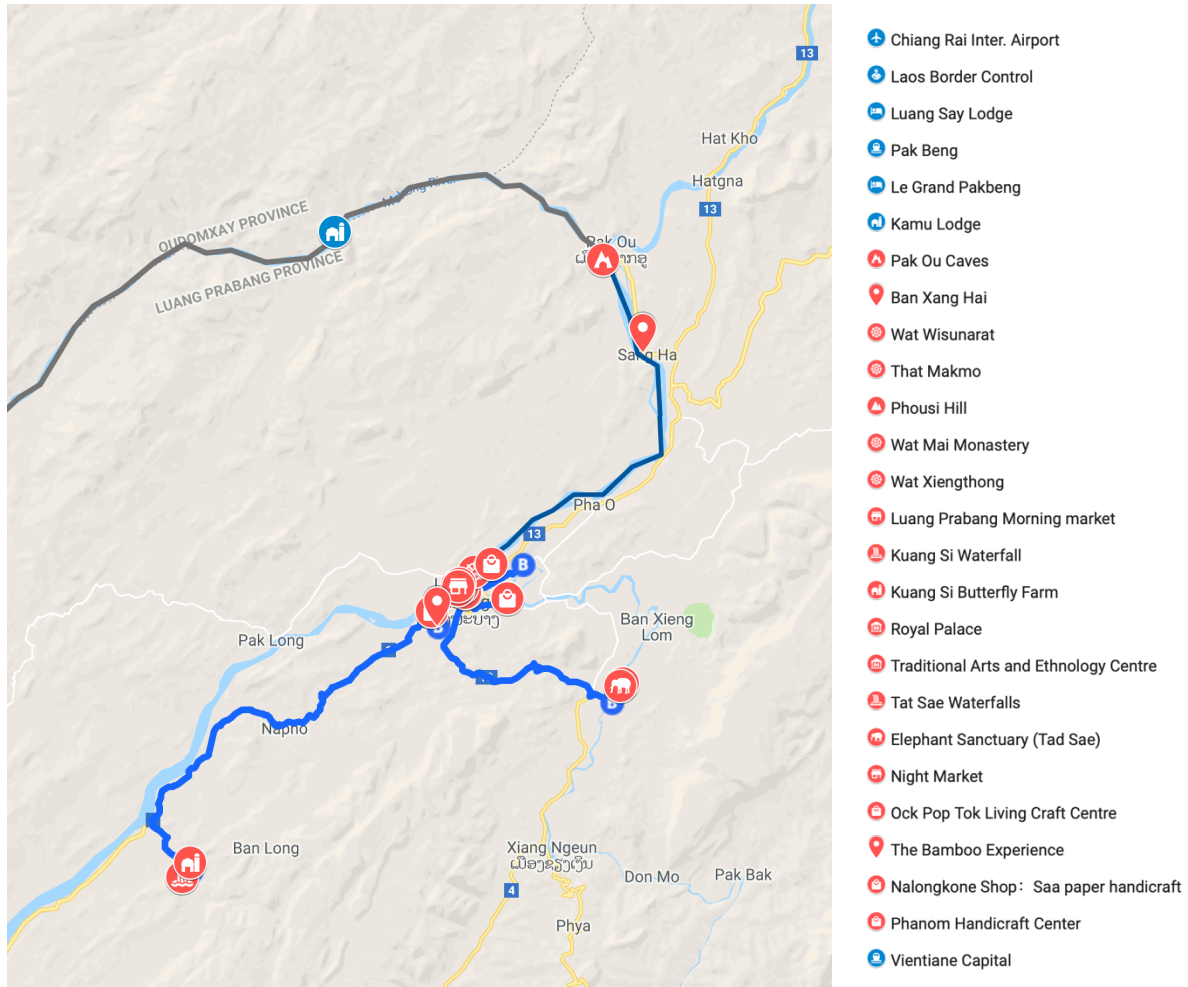 13
Hat Kho
Hatgna
13
OUDOMXAY PROVINCE
LUANG PRABANG PROVINCE
Pak Ou
Sang Ha
Pha O
13
B
Ban Xieng
Lom
Pak Long
Napho
Ban Long
Xiang Ngeun
ເມືອງຊຽງເງິນ
Don Mo
Pak Bak
4
Phya
Chiang Rai Inter. Airport
Laos Border Control
Luang Say Lodge
Pak Beng
Le Grand Pakbeng
Kamu Lodge
Pak Ou Caves
Ban Xang Hai
Wat Wisunarat
That Makmo
Phousi Hill
Wat Mai Monastery
Wat Xiengthong
Luang Prabang Morning market
Kuang Si Waterfall
Kuang Si Butterfly Farm
Royal Palace
Traditional Arts and Ethnology Centre
Tat Sae Waterfalls
Elephant Sanctuary (Tad Sae)
Night Market
Ock Pop Tok Living Craft Centre
The Bamboo Experience
Nalongkone Shop：Saa paper handicraft
Phanom Handicraft Center
Vientiane Capital